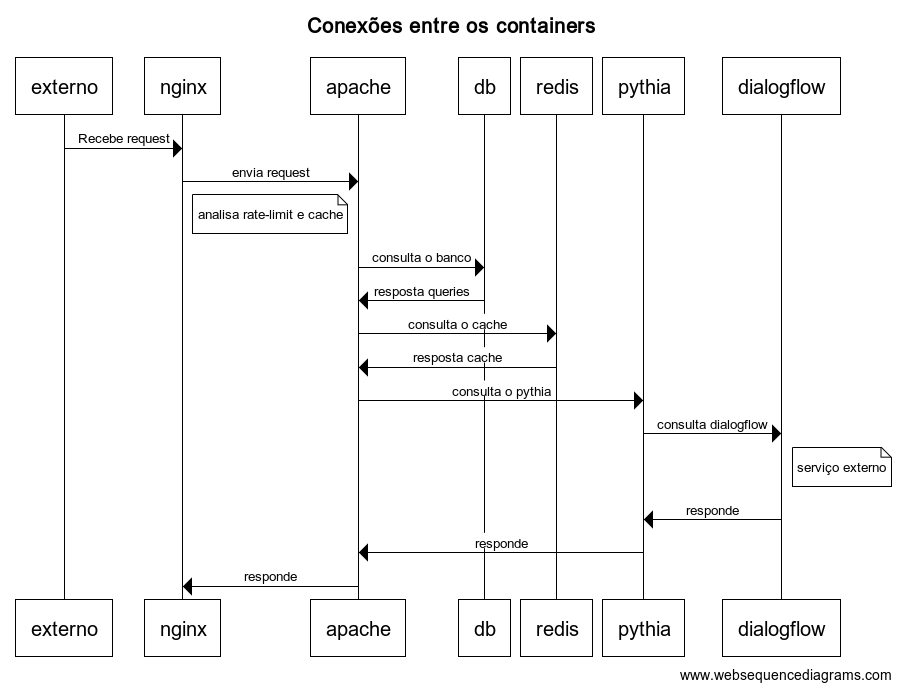 Conexões entre os containers
externo nginx apache db redis pythia dialogflow
Recebe request
envia request
analisa rate-limit e cache
consulta o banco
resposta queries
consulta o cache
resposta cache
consulta o pythia
consulta dialogflow
serviço externo
responde
responde
responde
externo nginx apache db redis pythia dialogflow
www.websequencediagrams.com